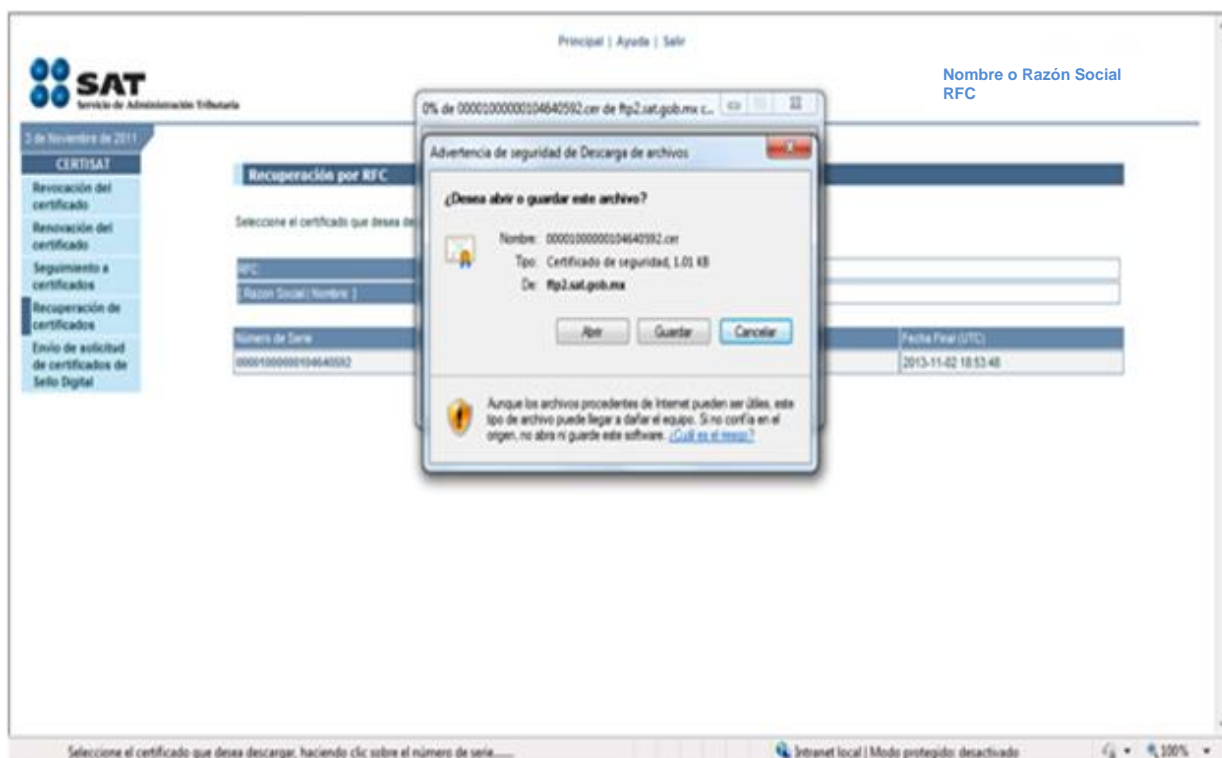 Principal | Ayuda | Salir
SAT
Servicio de Administración Tributaria
Nombre o Razón Social
RFC
3 de Noviembre de 2011
CERTISAT
Revocación del
certificado
Renovación del
certificado
Seguimiento a
certificados
Recuperación de
certificados
Envío de solicitud
de certificados de
Sello Digital
Recuperación por RFC
Seleccione el certificado que desea de
RFC
[ Razon Social | Nombre ]
Número de Serie
Fecha Final (UTC)
00001000000104640592
2013-11-02 18:53:48
0% de 00001000000104640592.cer de ftp2.sat.gob.mx c...
Advertencia de seguridad de Descarga de archivos
¿Desea abrir o guardar este archivo?
Nombre: 00001000000104640592.cer
Tipo: Certificado de seguridad, 1.01 KB
De: ftp2.sat.gob.mx
Abrir Guardar Cancelar
Aunque los archivos procedentes de Internet pueden ser útiles, este
tipo de archivo puede llegar a dañar el equipo. Si no confía en el
origen, no abra ni guarde este software. ¿Cuál es el riesgo?
Seleccione el certificado que desea descargar, haciendo clic sobre el número de serie......
Intranet local | Modo protegido: desactivado
100%